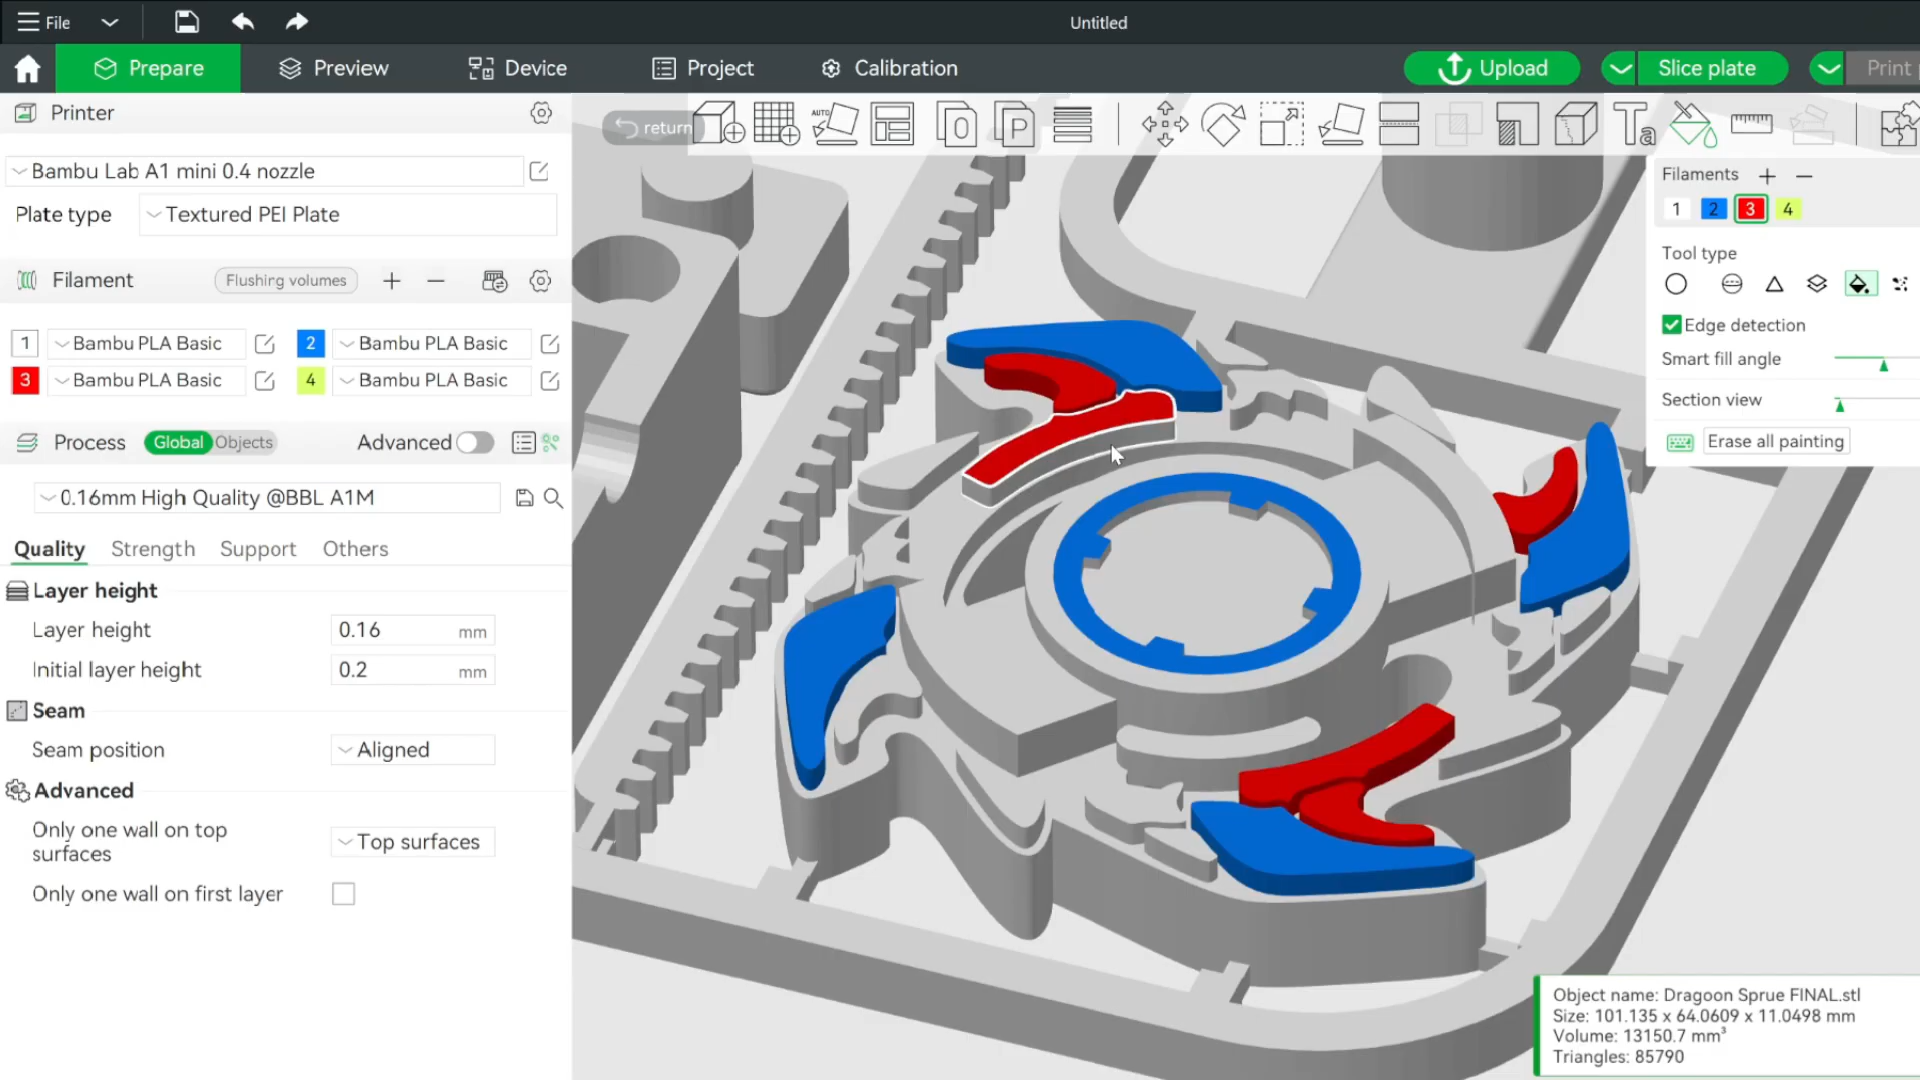 File
Untitled
Prepare
Preview
Device
Project
Calibration
Upload
Slice plate
Print
Printer
return
AUTO
O
P
Ta
Bambu Lab A1 mini 0.4 nozzle
Plate type
Textured PEI Plate
Filament
Flushing volumes
1
Bambu PLA Basic
2
Bambu PLA Basic
3
Bambu PLA Basic
4
Bambu PLA Basic
Process
Global
Objects
Advanced
0.16mm High Quality @BBL A1M
Quality
Strength
Support
Others
Layer height
Layer height
0.16
mm
Initial layer height
0.2
mm
Seam
Seam position
Aligned
Advanced
Only one wall on top
surfaces
Top surfaces
Only one wall on first layer
Filaments
1
2
3
4
Tool type
Edge detection
Smart fill angle
Section view
Erase all painting
Object name: Dragoon Sprue FINAL.stl
Size: 101.135 x 64.0609 x 11.0498 mm
Volume: 13150.7 mm³
Triangles: 85790